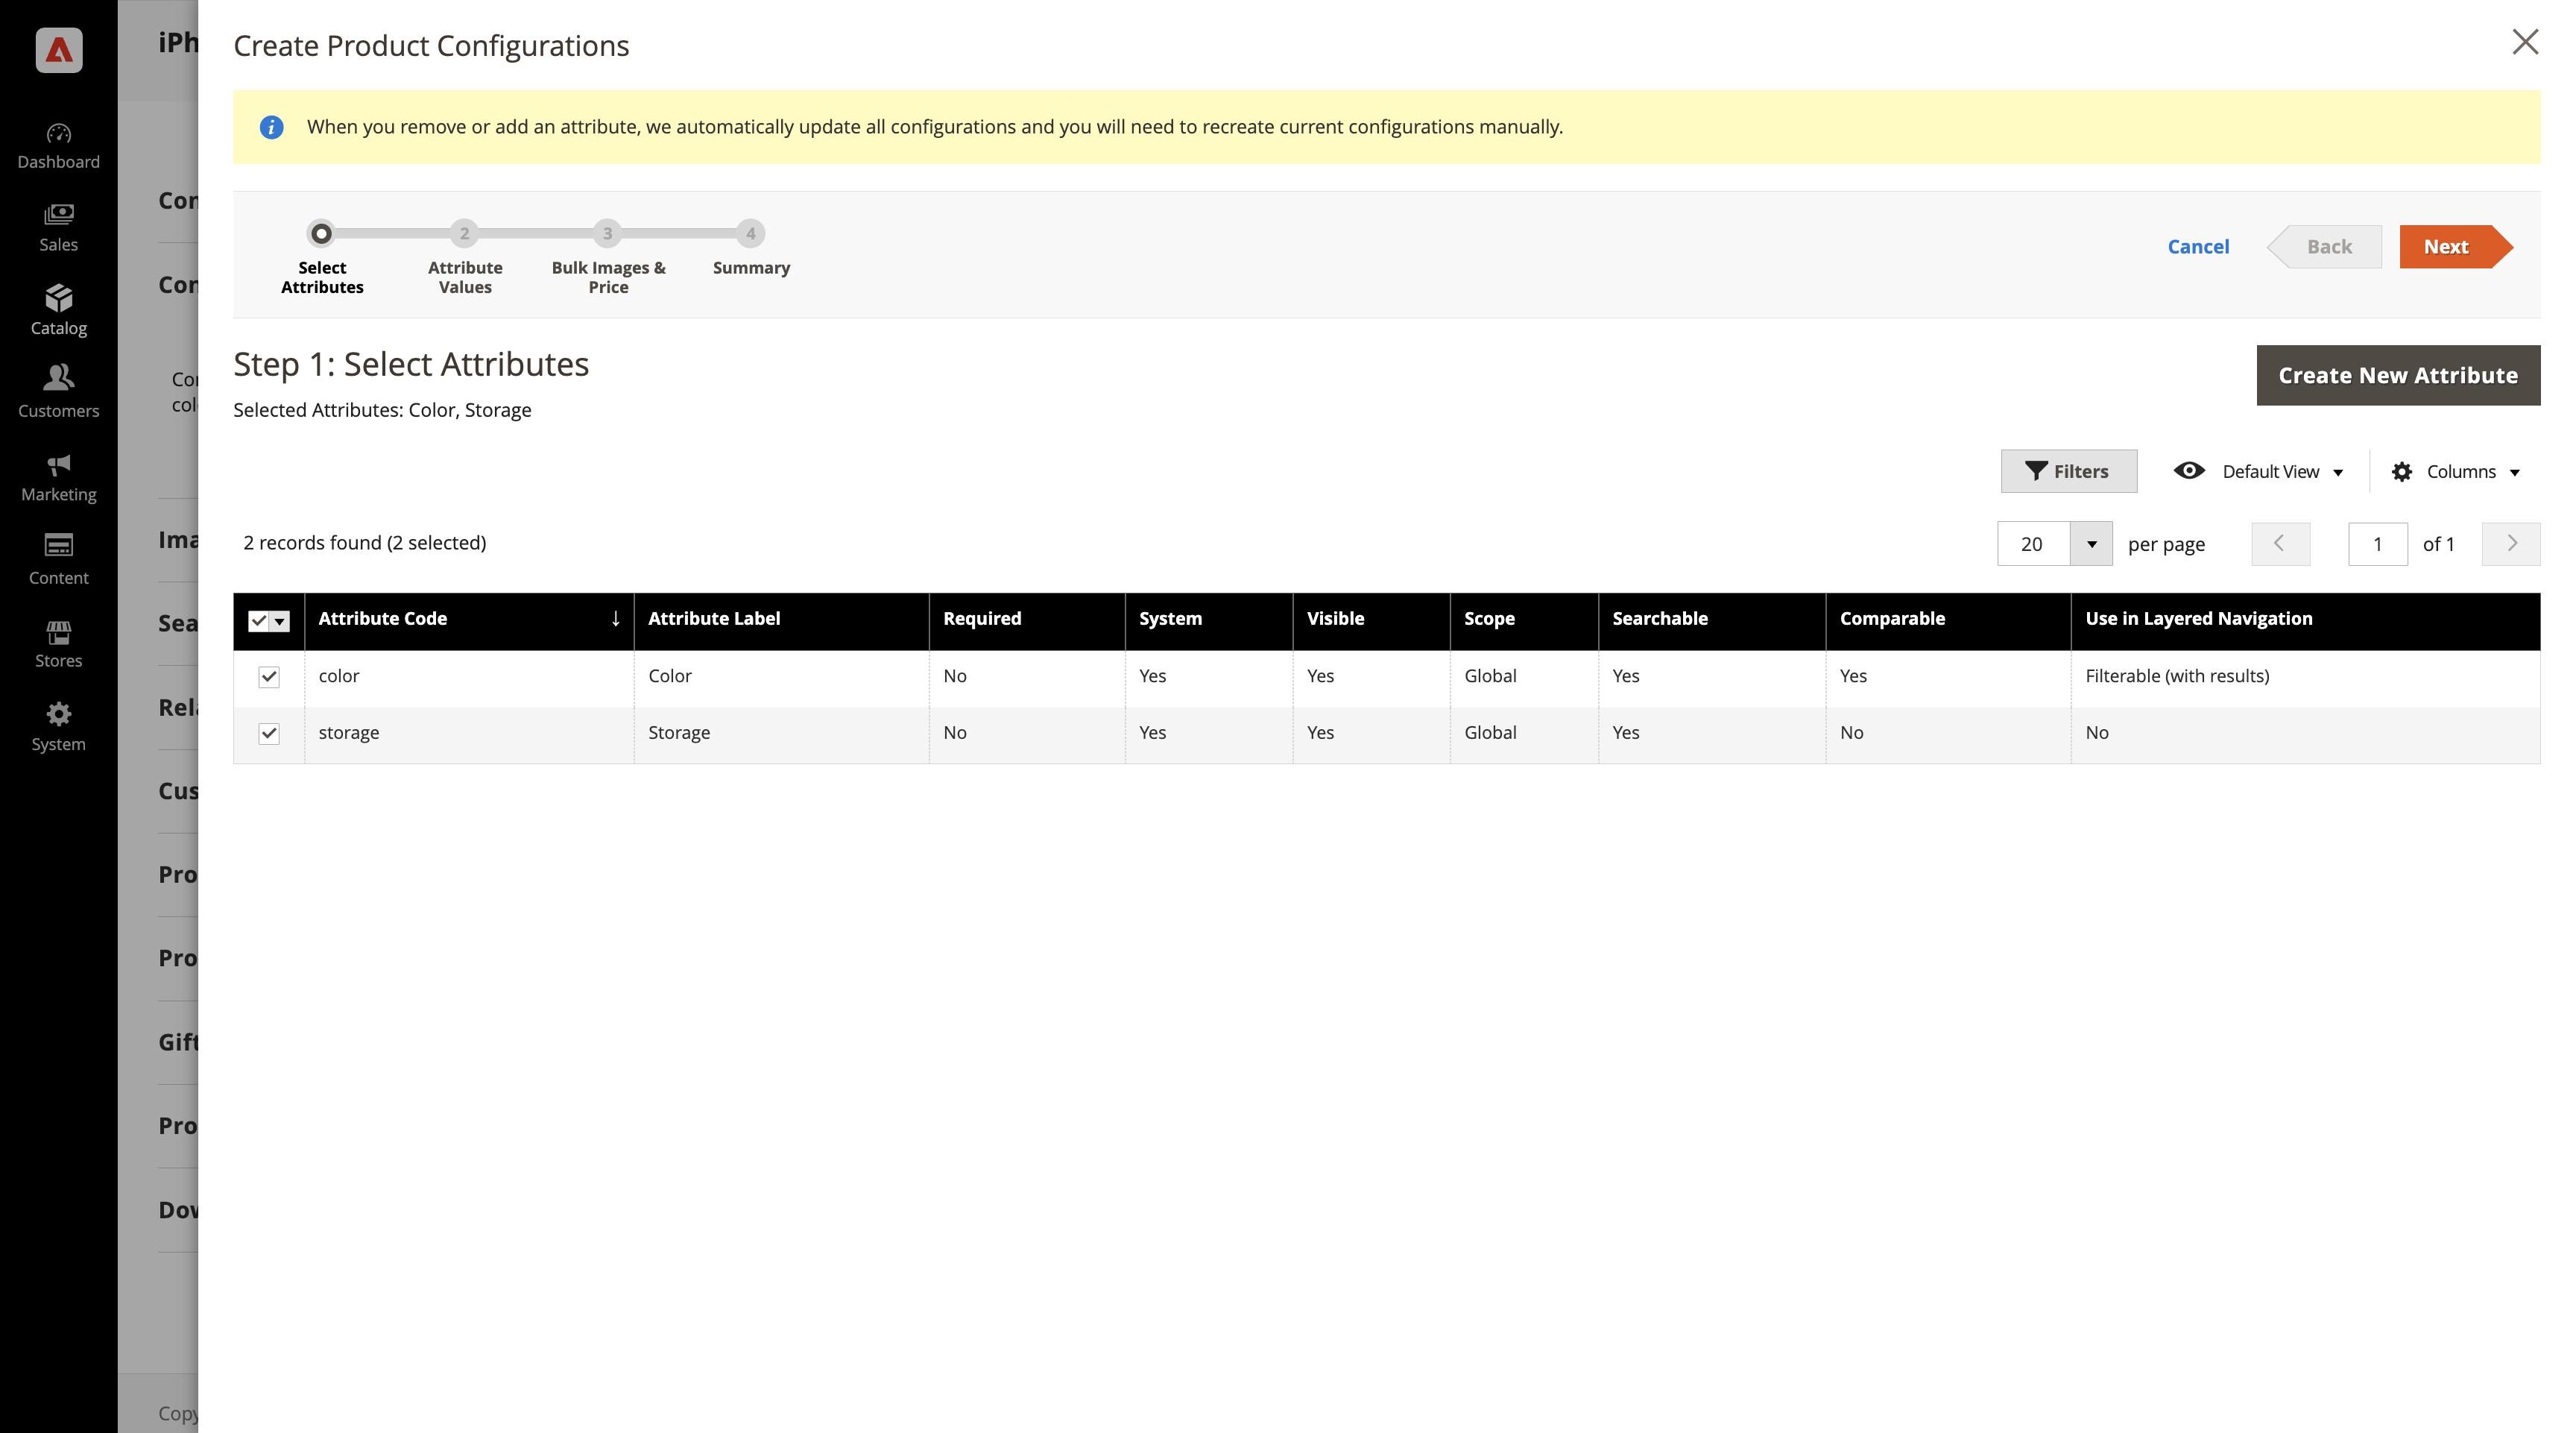 iPh
Create Product Configurations
When you remove or add an attribute, we automatically update all configurations and you will need to recreate current configurations manually.
Dashboard
Sales
Catalog
Customers
Marketing
Content
Stores
System
Con
Con
Col
Ima
Sea
Rel
Cus
Pro
Pro
Gift
Pro
Dow
Copy
2
3
4
Select
Attributes
Attribute
Values
Bulk Images &
Price
Summary
Cancel
Back
Next
Step 1: Select Attributes
Create New Attribute
Selected Attributes: Color, Storage
Filters
Default View
Columns
2 records found (2 selected)
20
per page
1
of 1
Attribute Code ↓ Attribute Label Required System Visible Scope Searchable Comparable Use in Layered Navigation
color Color No Yes Yes Global Yes Yes Filterable (with results)
storage Storage No Yes Yes Global Yes No No